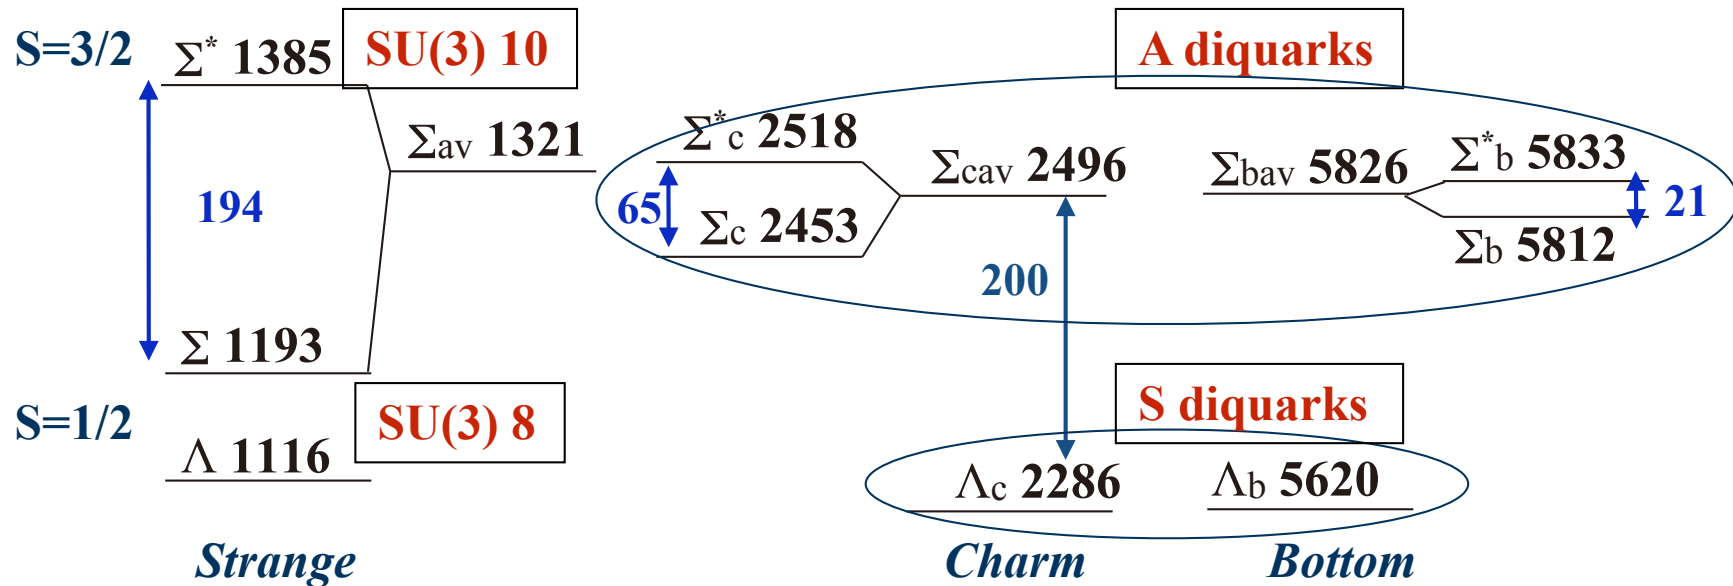 S=3/2
Σ* 1385
SU(3) 10
A diquarks
Σav 1321
Σ*c 2518
Σcav 2496
Σbav 5826
Σ*b 5833
194
65
21
Σc 2453
Σb 5812
200
Σ 1193
S=1/2
SU(3) 8
S diquarks
Λ 1116
Λc 2286
Λb 5620
Strange
Charm
Bottom